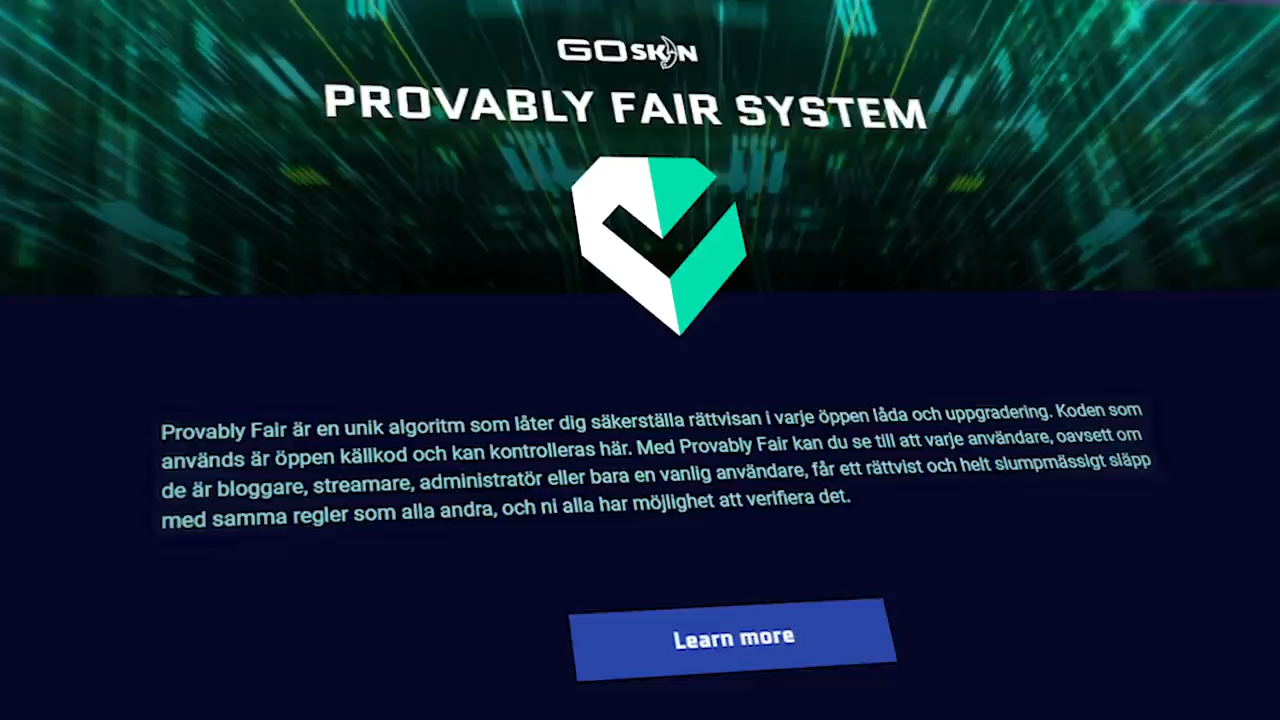 GOSKIN
PROVABLY FAIR SYSTEM
Provably Fair är en unik algoritm som låter dig säkerställa rättvisan i varje öppen låda och uppgradering. Koden som
används är öppen källkod och kan kontrolleras här. Med Provably Fair kan du se till att varje användare, oavsett om
de är bloggare, streamare, administratör eller bara en vanlig användare, får ett rättvist och helt slumpmässigt släpp
med samma regler som alla andra, och ni alla har möjlighet att verifiera det.
Learn more